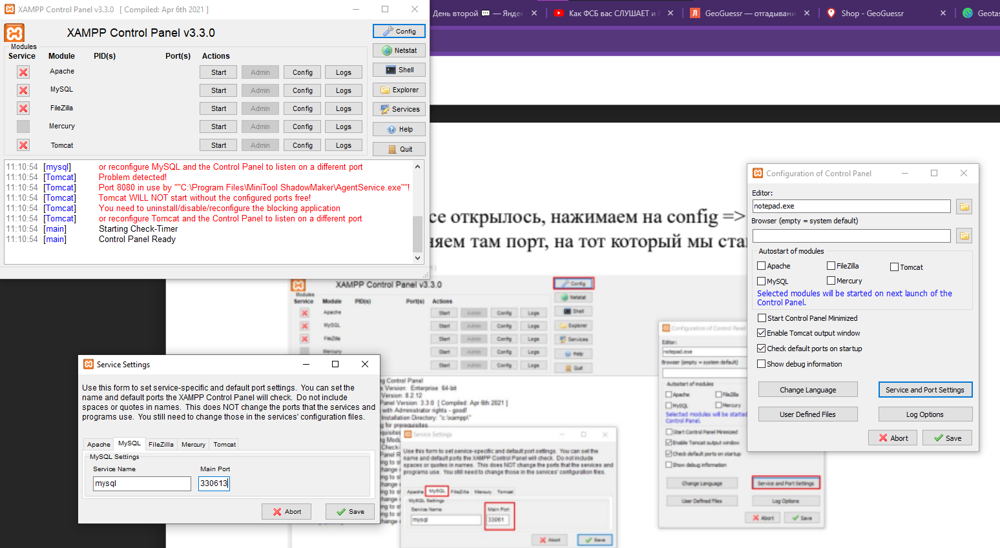 XAMPP Control Panel v3.3.0 [ Compiled: Apr 6th 2021 ]
День второй 💬 — Янде
Как ФСБ вас СЛУШАЕТ и
GeoGuessr — отгадывани
Shop - GeoGuessr
Geotas
XAMPP Control Panel v3.3.0
Config
Modules
Service Module PID(s) Port(s) Actions
Netstat
Apache Start Admin Config Logs
Shell
MySQL Start Admin Config Logs
Explorer
FileZilla Start Admin Config Logs
Services
Mercury Start Admin Config Logs
Help
Tomcat Start Admin Config Logs
Quit
11:10:54 [mysql] or reconfigure MySQL and the Control Panel to listen on a different port
11:10:54 [Tomcat] Problem detected!
11:10:54 [Tomcat] Port 8080 in use by ""C:\Program Files\MiniTool ShadowMaker\AgentService.exe""!
11:10:54 [Tomcat] Tomcat WILL NOT start without the configured ports free!
11:10:54 [Tomcat] You need to uninstall/disable/reconfigure the blocking application
11:10:54 [Tomcat] or reconfigure Tomcat and the Control Panel to listen on a different port
11:10:54 [main] Starting Check-Timer
11:10:54 [main] Control Panel Ready
се открылось, нажимаем на config =>
няем там порт, на тот который мы ста
Configuration of Control Panel
Editor:
notepad.exe
Browser (empty = system default)
Autostart of modules
Apache FileZilla Tomcat
MySQL Mercury
Selected modules will be started on next launch of the
Control Panel.
Start Control Panel Minimized
Enable Tomcat output window
Check default ports on startup
Show debug information
Change Language Service and Port Settings
User Defined Files Log Options
Abort Save
XAMPP Control Panel v3.3.0
Config
Modules
Service Module PID(s) Port(s) Actions
Netstat
Apache Start Admin Config Logs
Shell
MySQL Start Admin Config Logs
Explorer
FileZilla Start Admin Config Logs
Services
Mercury Start Admin Config Logs
Help
Start Admin Config Logs
Quit
ng Control Panel
Version: Enterprise 64-bit
Version: 8.2.12
Panel Version: 3.3.0 [ Compiled: Apr 6th 2021 ]
with Administrator rights - good!
Installation Directory: "c:\xampp\"
g for prerequisites
Configuration of Control Panel
Editor:
notepad.exe
Browser (empty = system default)
Autostart of modules
Apache FileZilla
MySQL Mercury
Selected modules will be started
Control Panel.
Start Control Panel Minimized
Enable Tomcat output window
Check default ports on startup
Show debug information
Change Language Service and Port Settings
User Defined Files Log Options
Abort Save
Service Settings
Use this form to set service-specific and default port settings. You can set the
name and default ports the XAMPP Control Panel will check. Do not include
spaces or quotes in names. This does NOT change the ports that the services and
programs use. You still need to change those in the services' configuration files.
Apache MySQL FileZilla Mercury Tomcat
MySQL Settings
Service Name Main Port
mysql 330613
Abort Save
Service Settings
Use this form to set service-specific and default port settings. You can set the
name and default ports the XAMPP Control Panel will check. Do not include
spaces or quotes in names. This does NOT change the ports that the services and
programs use. You still need to change those in the services' configuration files.
Apache MySQL FileZilla Mercury Tomcat
MySQL Settings
Service Name Main Port
mysql 33061
Abort Save